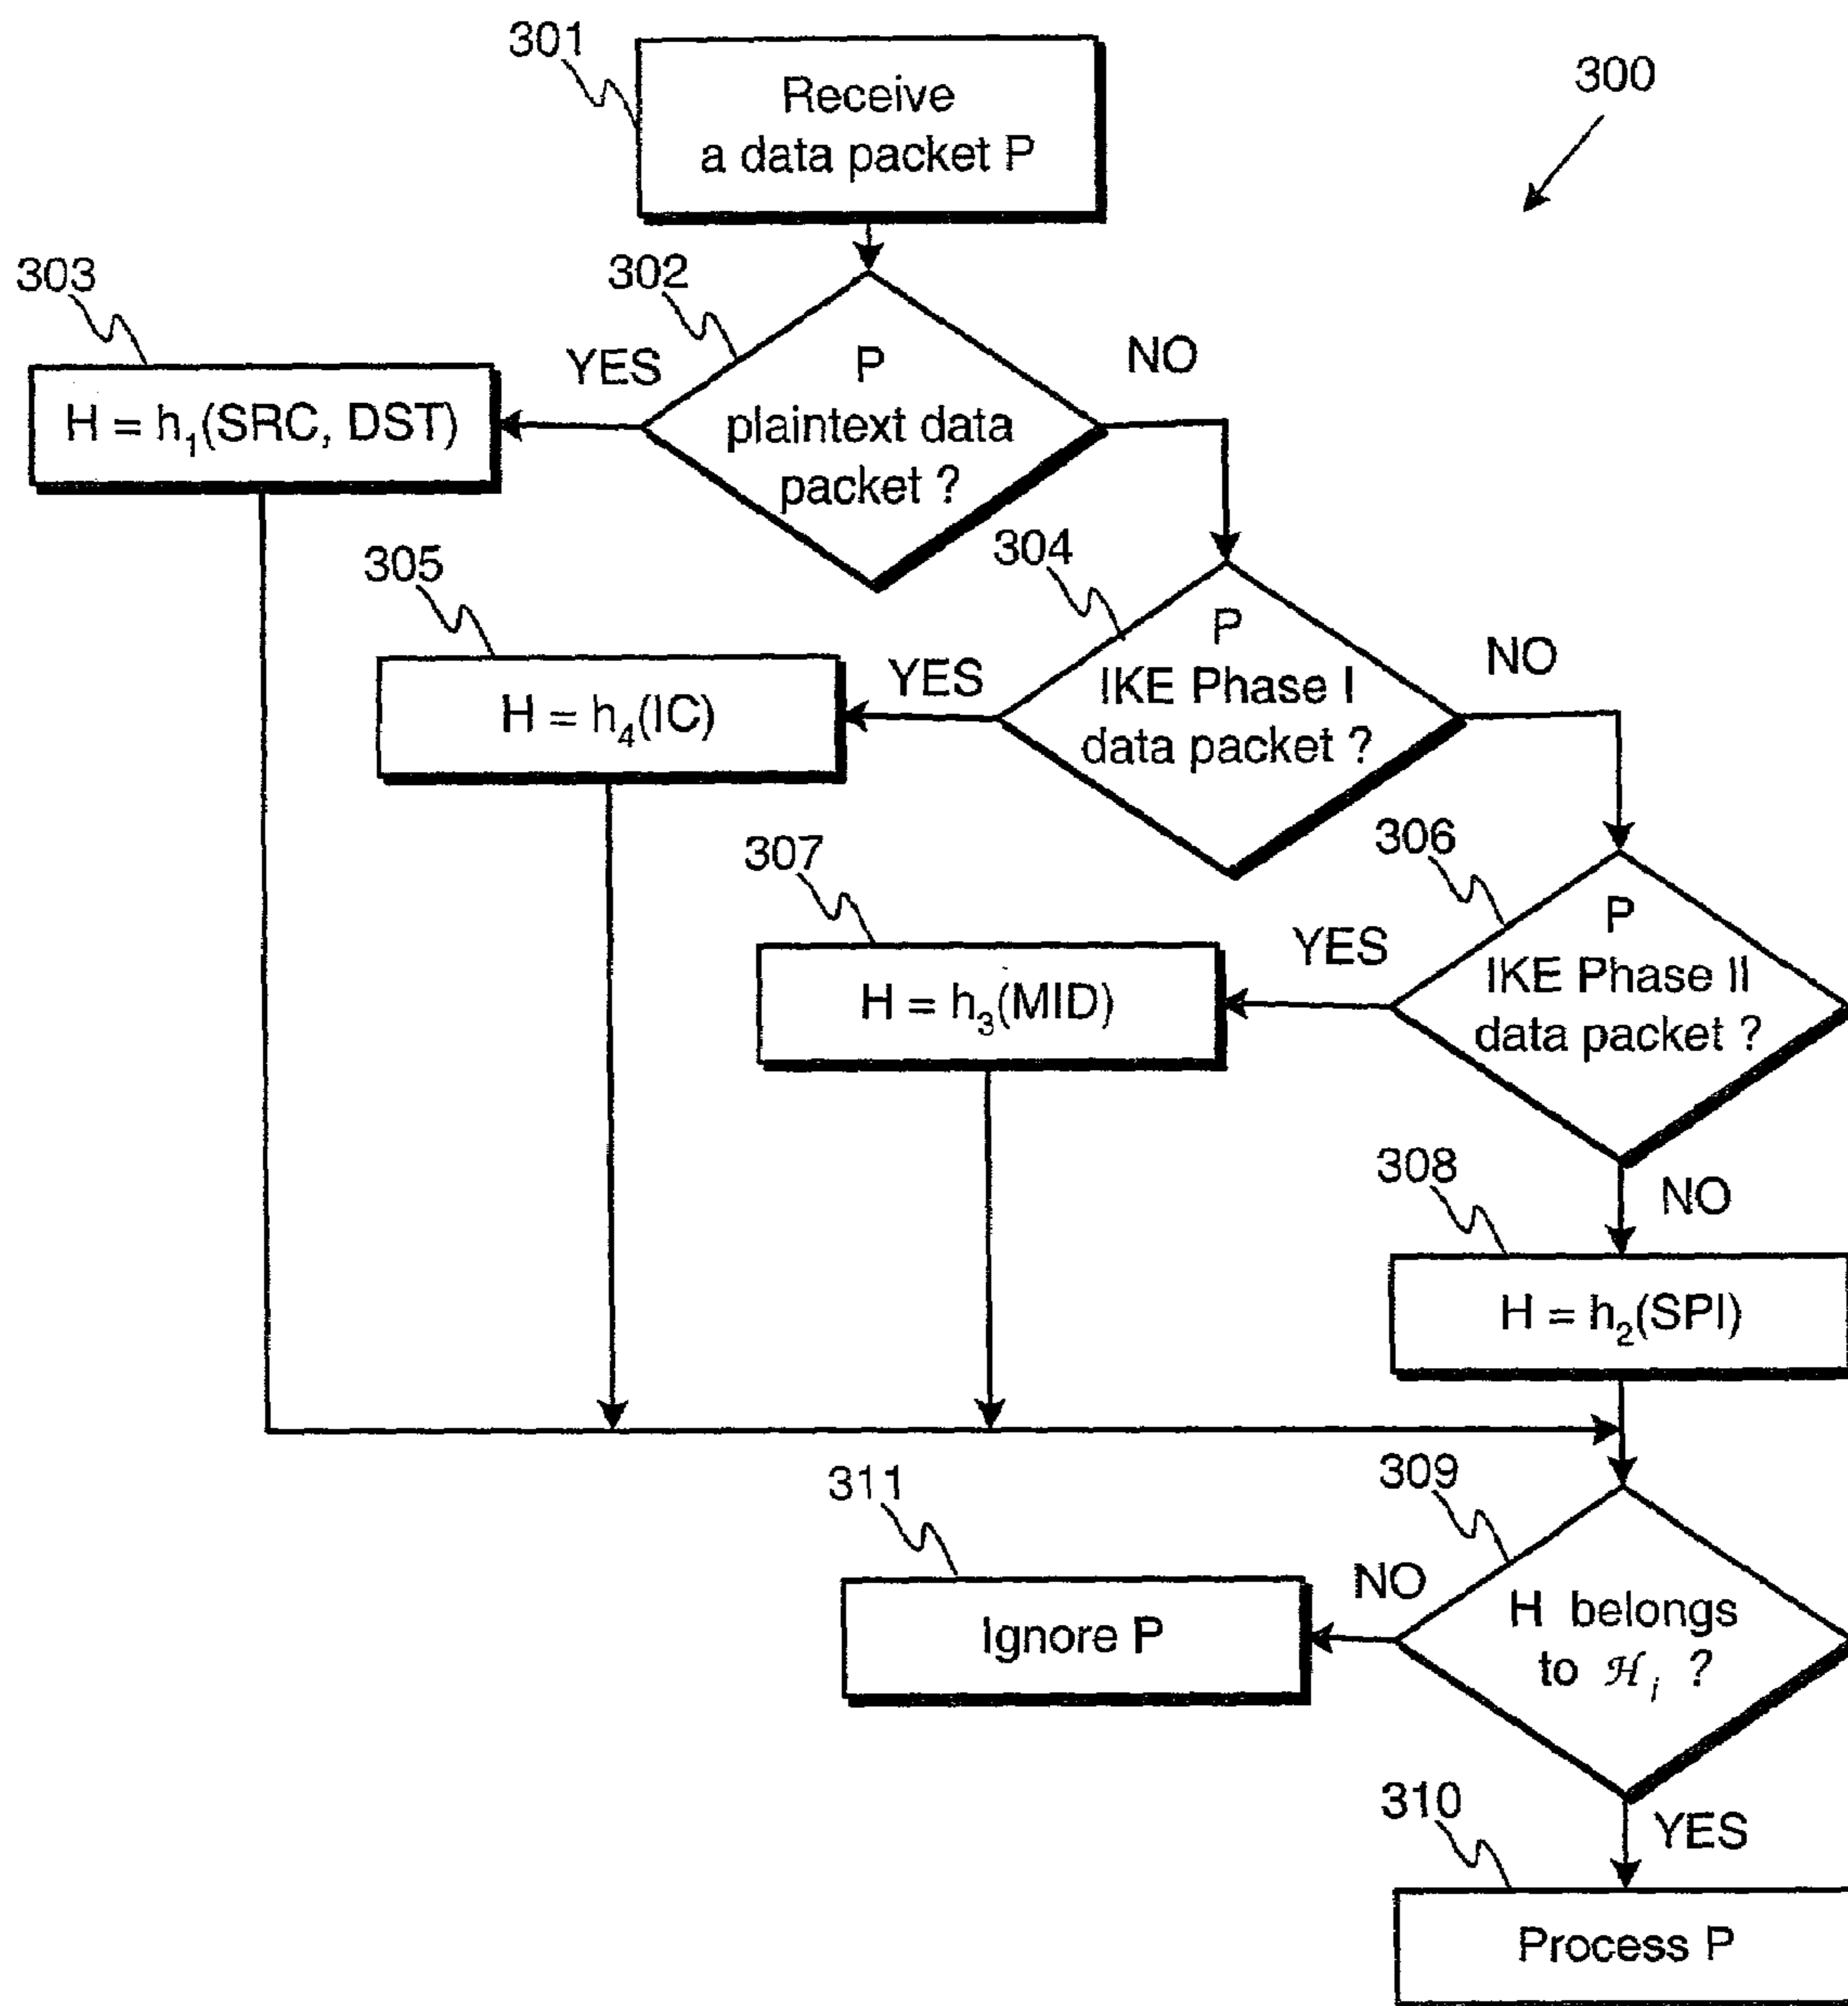 301
Receive
a data packet P
300
303
302
YES
P
plaintext data
packet ?
NO
H = h₁(SRC, DST)
305
304
YES
P
IKE Phase I
data packet ?
NO
H = h₄(IC)
307
306
YES
P
IKE Phase II
data packet ?
H = h₃(MID)
308
NO
H = h₂(SPI)
311
309
NO
H belongs
to ℋᵢ ?
Ignore P
310
YES
Process P